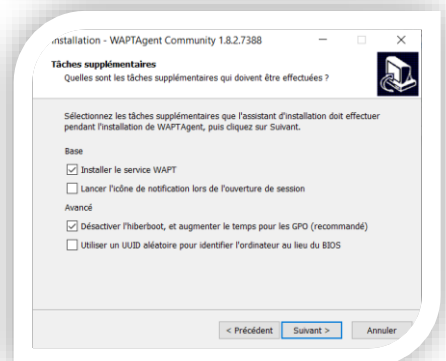 Installation - WAPTAgent Community 1.8.2.7388
Tâches supplémentaires
Quelles sont les tâches supplémentaires qui doivent être effectuées ?
Sélectionnez les tâches supplémentaires que l'assistant d'installation doit effectuer
pendant l'installation de WAPTAgent, puis cliquez sur Suivant.
Base
Installer le service WAPT
Lancer l'icône de notification lors de l'ouverture de session
Avancé
Désactiver l'hiberboot, et augmenter le temps pour les GPO (recommandé)
Utiliser un UUID aléatoire pour identifier l'ordinateur au lieu du BIOS
< Précédent Suivant > Annuler